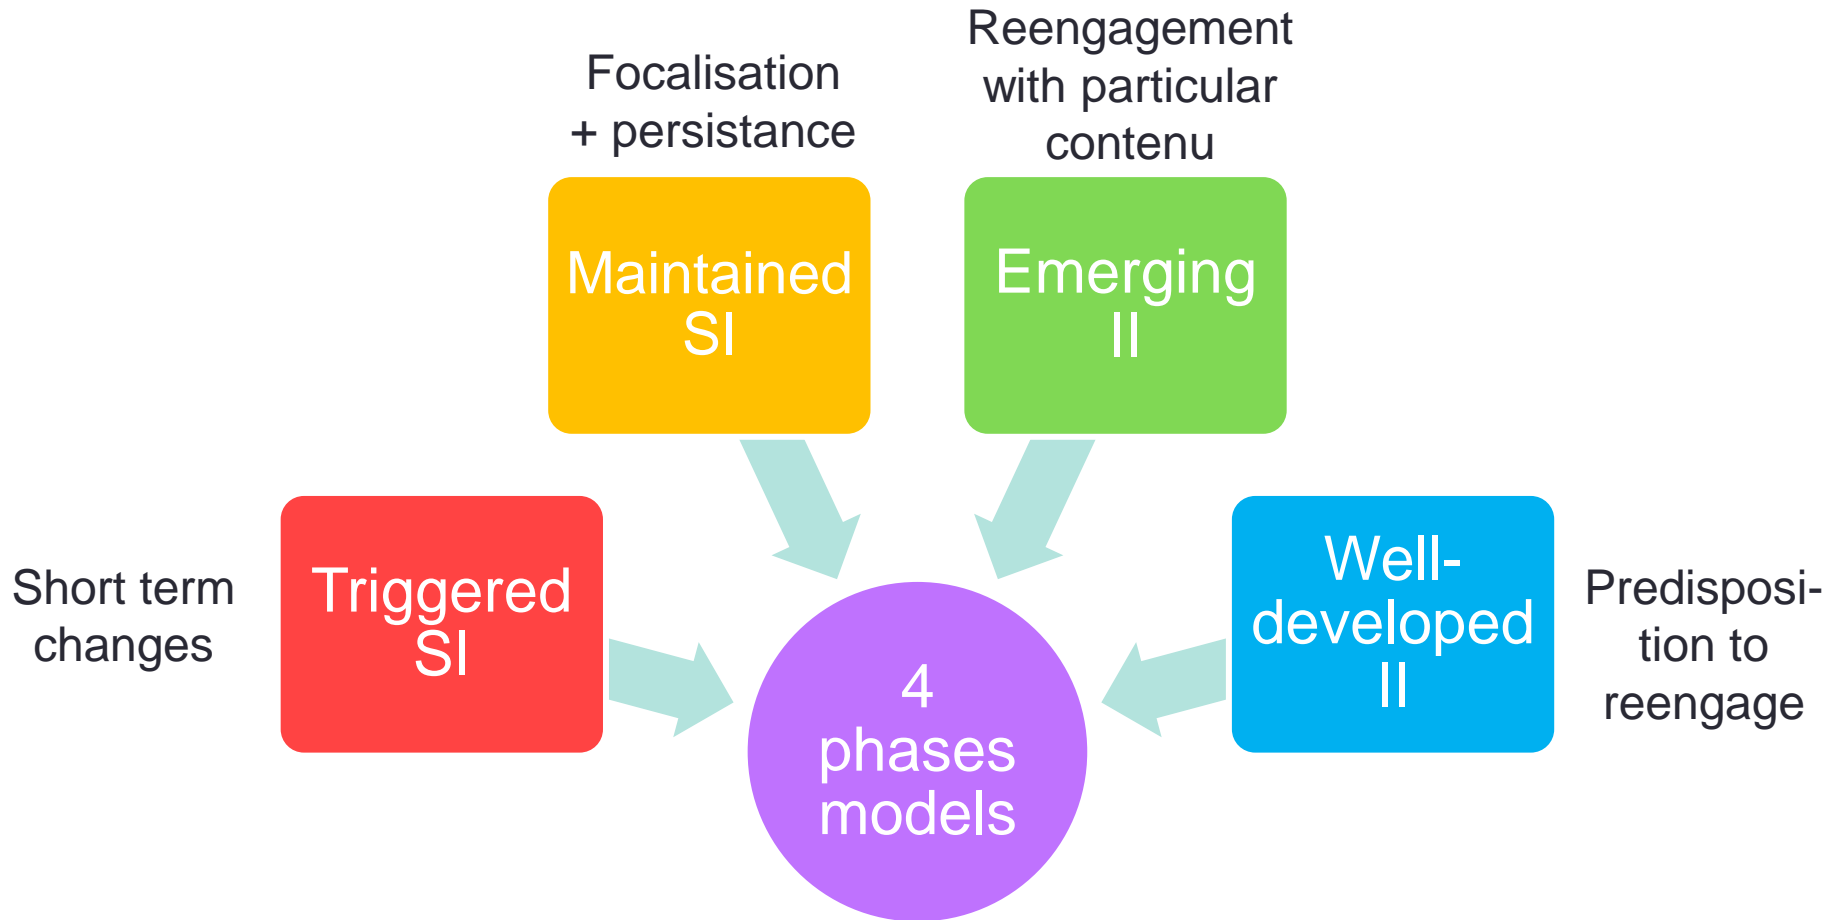 Short term
changes
Triggered
SI
Focalisation
+ persistance
Maintained
SI
Reengagement
with particular
contenu
Emerging
II
Well-
developed
II
Predisposi-
tion to
reengage
4
phases
models